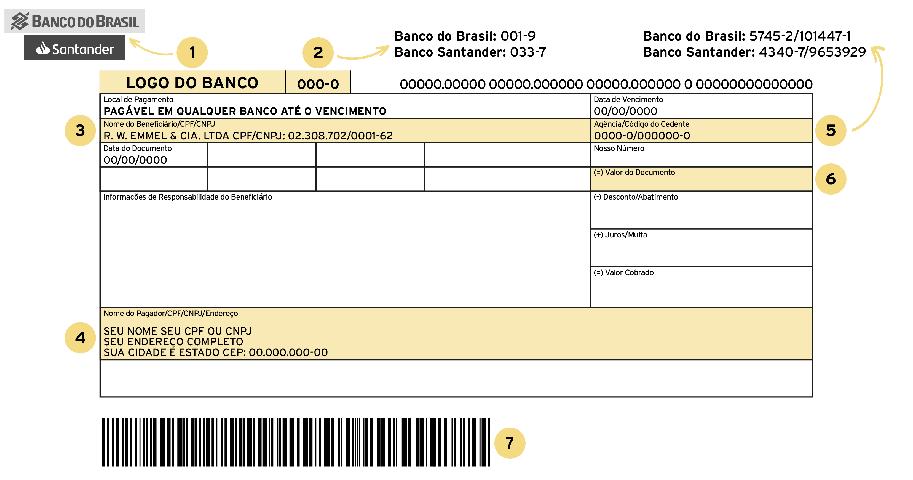 BANCO DO BRASIL
Santander
1
2
Banco do Brasil: 001-9
Banco Santander: 033-7
Banco do Brasil: 5745-2/101447-1
Banco Santander: 4340-7/9653929
LOGO DO BANCO
000-0
00000.00000 00000.000000 00000.000000 0 00000000000000
Local de Pagamento
PAGÁVEL EM QUALQUER BANCO ATÉ O VENCIMENTO
Data de Vencimento
00/00/0000
3
Nome do Beneficiário/CPF/CNPJ
R. W. EMMEL & CIA. LTDA CPF/CNPJ: 02.308.702/0001-62
Agência/Código do Cedente
0000-0/000000-0
5
Data do Documento
00/00/0000
Nosso Número
(=) Valor do Documento
6
Informações de Responsabilidade do Beneficiário
(-) Desconto/Abatimento
(+) Juros/Multa
(=) Valor Cobrado
4
Nome do Pagador/CPF/CNPJ/Endereço
SEU NOME SEU CPF OU CNPJ
SEU ENDEREÇO COMPLETO
SUA CIDADE E ESTADO CEP: 00.000.000-00
7